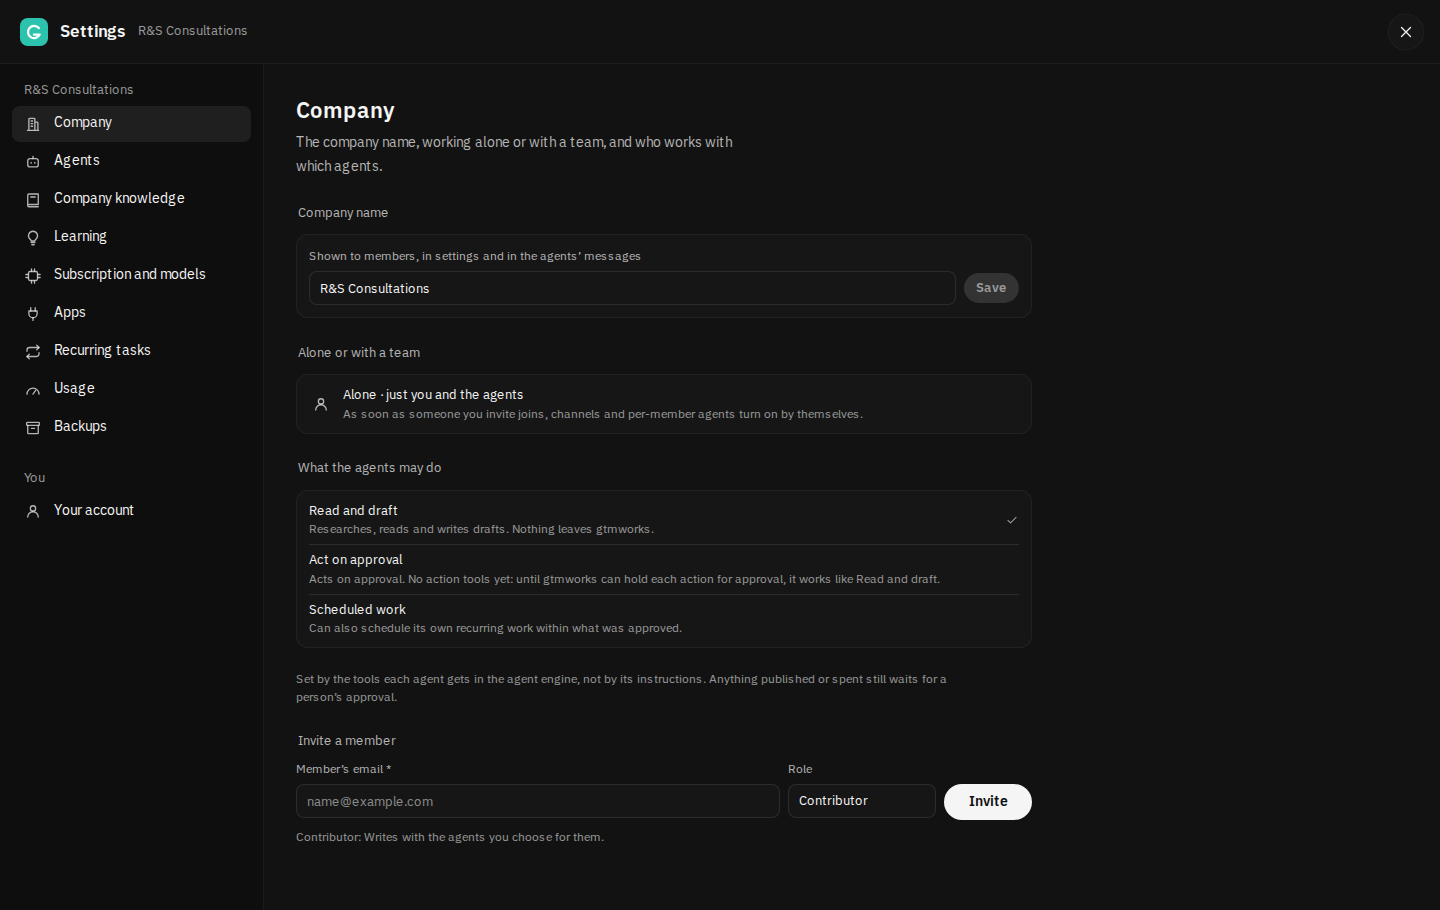 Settings R&S Consultations
R&S Consultations
Company
Agents
Company knowledge
Learning
Subscription and models
Apps
Recurring tasks
Usage
Backups
You
Your account
Company
The company name, working alone or with a team, and who works with
which agents.
Company name
Shown to members, in settings and in the agents’ messages
R&S Consultations
Save
Alone or with a team
Alone · just you and the agents
As soon as someone you invite joins, channels and per-member agents turn on by themselves.
What the agents may do
Read and draft
Researches, reads and writes drafts. Nothing leaves gtmworks.
Act on approval
Acts on approval. No action tools yet: until gtmworks can hold each action for approval, it works like Read and draft.
Scheduled work
Can also schedule its own recurring work within what was approved.
Set by the tools each agent gets in the agent engine, not by its instructions. Anything published or spent still waits for a
person’s approval.
Invite a member
Member’s email * Role
name@example.com Contributor Invite
Contributor: Writes with the agents you choose for them.